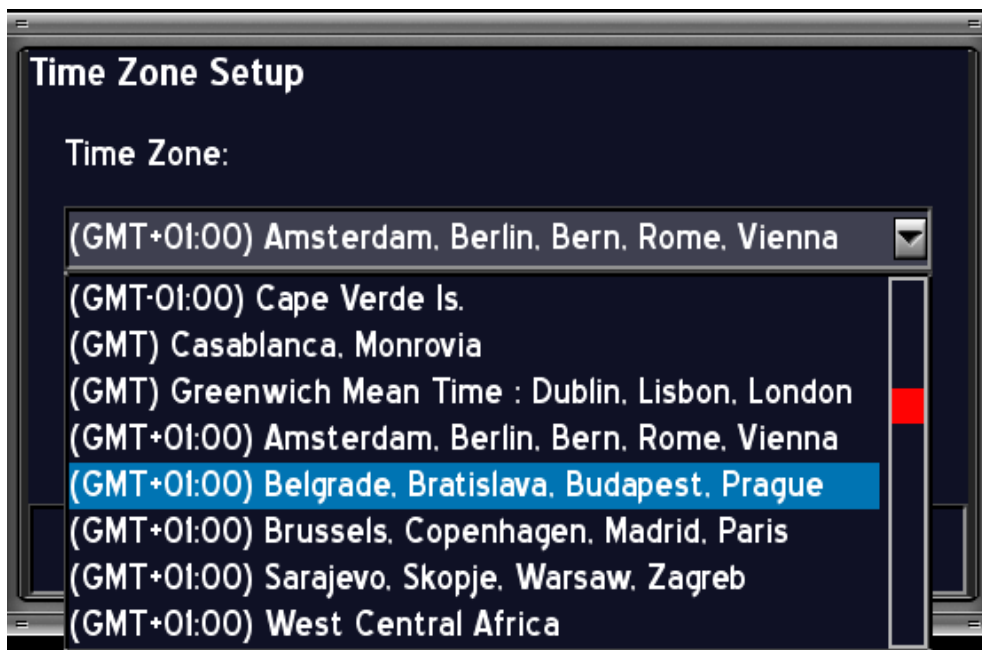 Time Zone Setup
Time Zone:
(GMT+01:00) Amsterdam, Berlin, Bern, Rome, Vienna
(GMT-01:00) Cape Verde Is.
(GMT) Casablanca, Monrovia
(GMT) Greenwich Mean Time : Dublin, Lisbon, London
(GMT+01:00) Amsterdam, Berlin, Bern, Rome, Vienna
(GMT+01:00) Belgrade, Bratislava, Budapest, Prague
(GMT+01:00) Brussels, Copenhagen, Madrid, Paris
(GMT+01:00) Sarajevo, Skopje, Warsaw, Zagreb
(GMT+01:00) West Central Africa